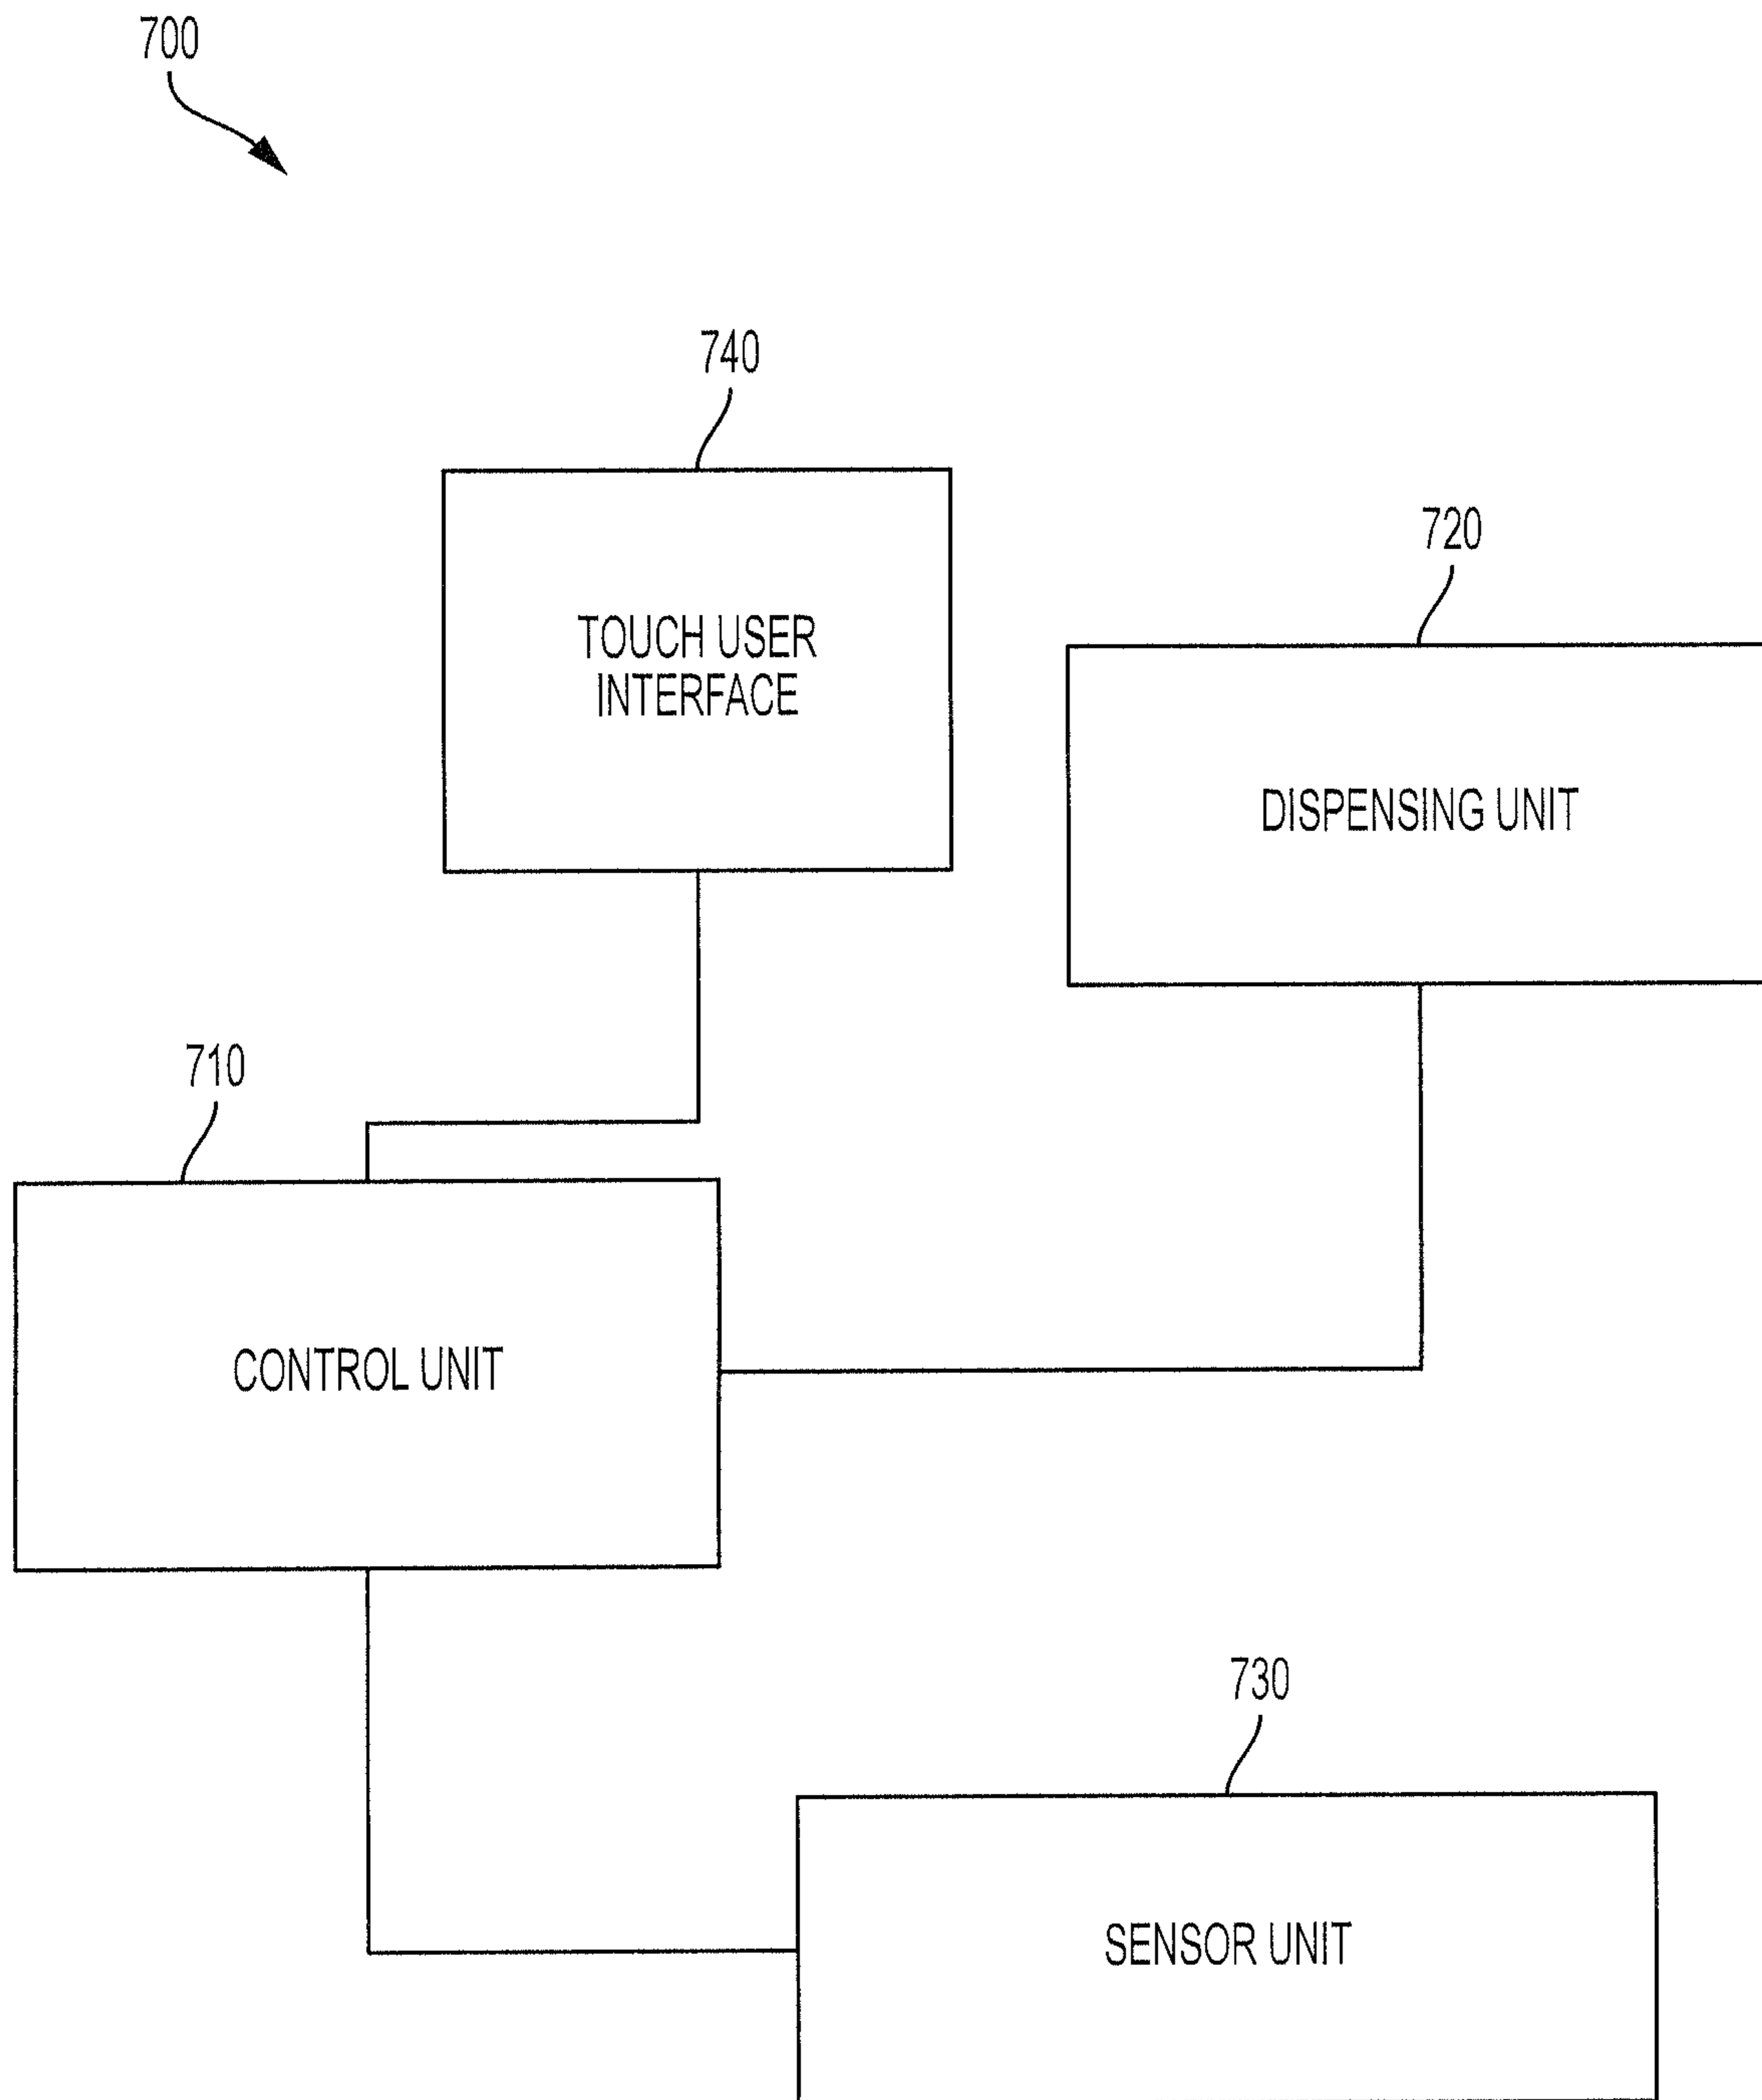 700
740
TOUCH USER
INTERFACE
720
DISPENSING UNIT
710
CONTROL UNIT
730
SENSOR UNIT